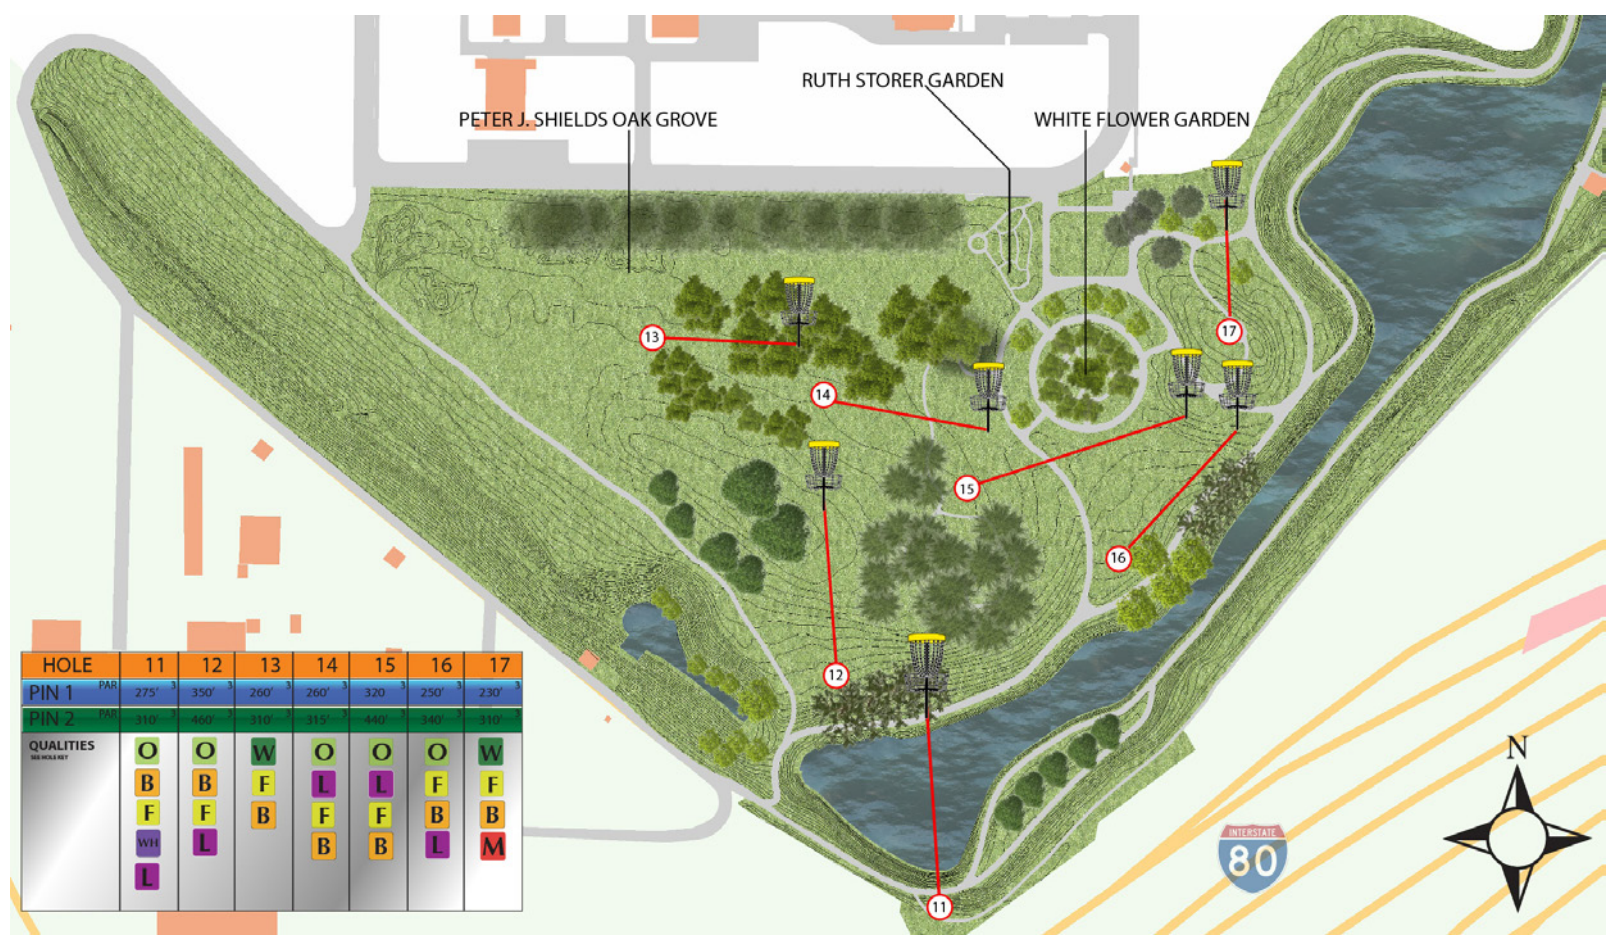 RUTH STORER GARDEN
PETER J. SHIELDS OAK GROVE
WHITE FLOWER GARDEN
17
13
14
15
16
12
11
HOLE 11 12 13 14 15 16 17
PIN 1 PAR 275' 3 350' 3 260' 3 260' 3 320 3 250' 3 230' 3
PIN 2 PAR 310' 3 460' 3 310' 3 315' 3 440' 3 340' 3 310' 3
QUALITIES
SEE HOLE KEY
O O W O O O W
B B F L L F F
F F B F F B B
WH L B B L M
L
N
INTERSTATE
80